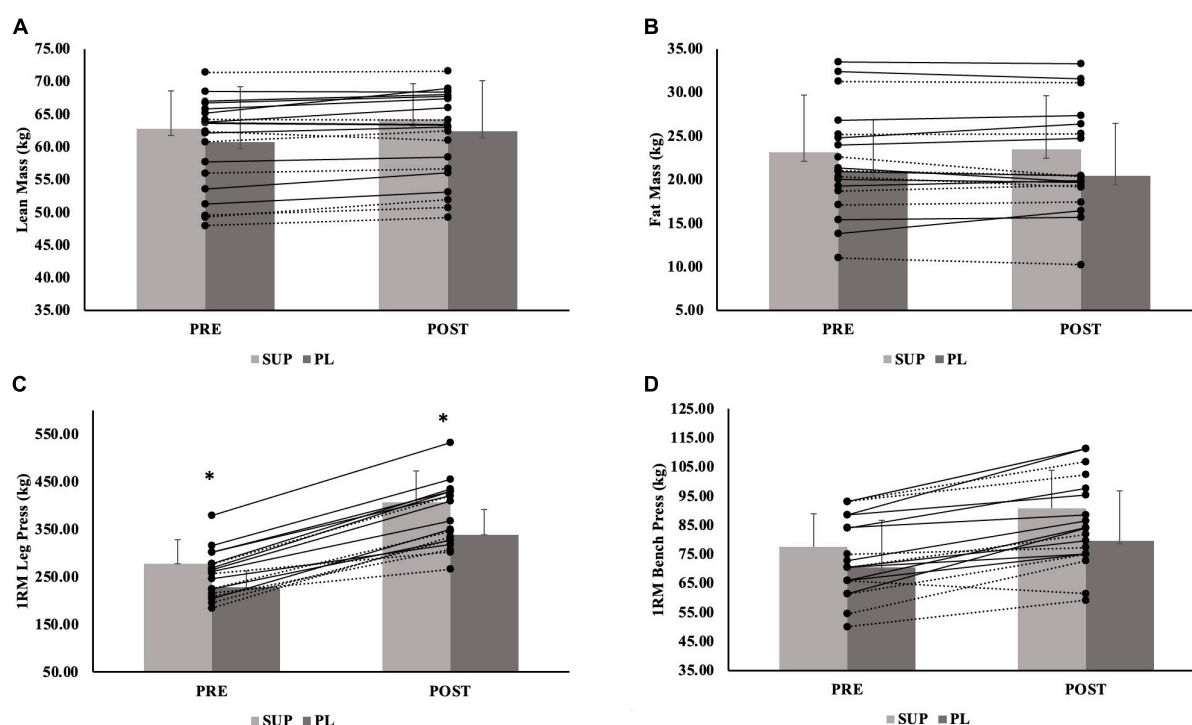 A
Lean Mass (kg)
75.00
70.00
65.00
60.00
55.00
50.00
45.00
40.00
35.00
PRE POST
SUP PL
B
Fat Mass (kg)
35.00
30.00
25.00
20.00
15.00
10.00
5.00
PRE POST
SUP PL
C
1RM Leg Press (kg)
550.00
450.00
350.00
250.00
150.00
50.00
* *
PRE POST
SUP PL
D
1RM Bench Press (kg)
125.00
115.00
105.00
95.00
85.00
75.00
65.00
55.00
45.00
35.00
PRE POST
SUP PL